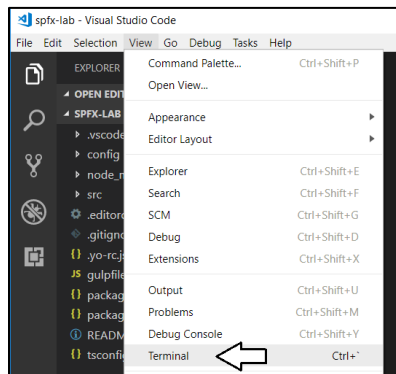 spfx-lab - Visual Studio Code
File Edit Selection View Go Debug Tasks Help
EXPLORER
Command Palette... Ctrl+Shift+P
Open View...
OPEN EDIT
SPFX-LAB
Appearance
.vscode
Editor Layout
config
node_m
Explorer Ctrl+Shift+E
src
Search Ctrl+Shift+F
.editorc
SCM Ctrl+Shift+G
.gitigno
Debug Ctrl+Shift+D
.yo-rc.js
Extensions Ctrl+Shift+X
JS gulpfile
{} packag
Output Ctrl+Shift+U
{} packag
Problems Ctrl+Shift+M
README
Debug Console Ctrl+Shift+Y
{} tsconfi
Terminal Ctrl+`